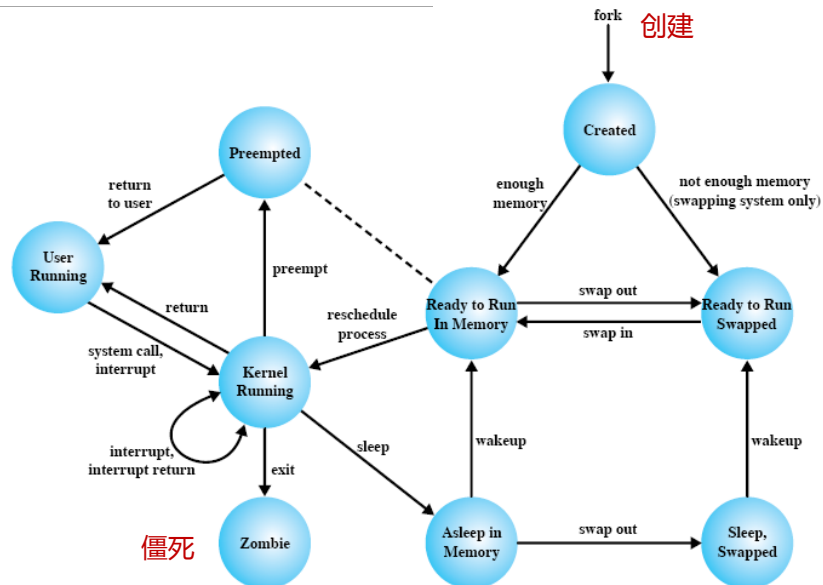 fork
创建
Created
Preempted
enough
memory
not enough memory
(swapping system only)
return
to user
User
Running
preempt
return
reschedule
process
Ready to Run
In Memory
swap out
swap in
Ready to Run
Swapped
system call,
interrupt
Kernel
Running
interrupt,
interrupt return
sleep
exit
wakeup
wakeup
僵死
Zombie
Asleep in
Memory
swap out
Sleep,
Swapped